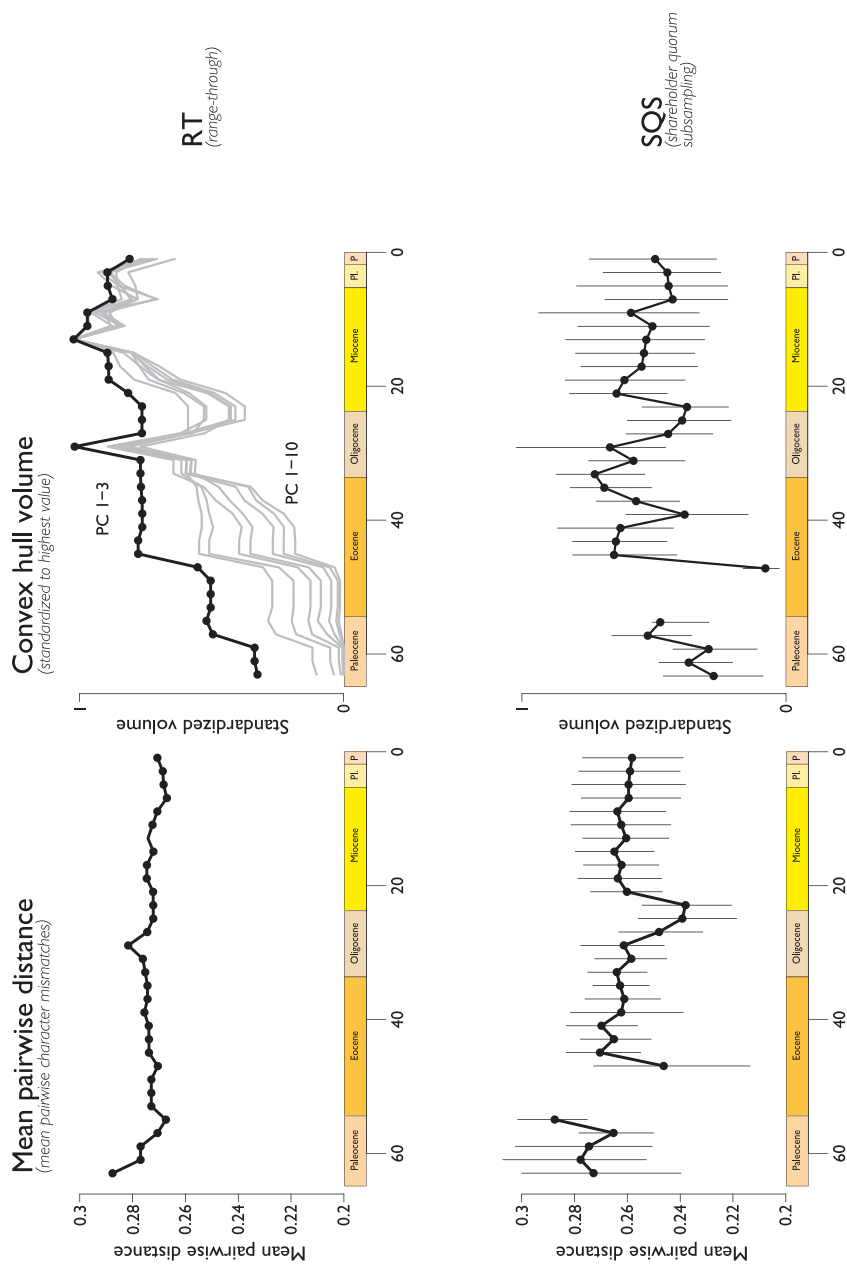 Mean pairwise distance
(mean pairwise character mismatches)
Convex hull volume
(standardized to highest value)
Mean pairwise distance
0.3
0.28
0.26
0.24
0.22
0.2
Paleocene
Eocene
Oligocene
Miocene
Pl.
P
60
40
20
0
Standardized volume
1
0
PC 1–3
PC 1–10
Paleocene
Eocene
Oligocene
Miocene
Pl.
P
60
40
20
0
RT
(range-through)
Mean pairwise distance
0.3
0.28
0.26
0.24
0.22
0.2
Paleocene
Eocene
Oligocene
Miocene
Pl.
P
60
40
20
0
Standardized volume
1
0
Paleocene
Eocene
Oligocene
Miocene
Pl.
P
60
40
20
0
SQS
(shareholder quorum
subsampling)